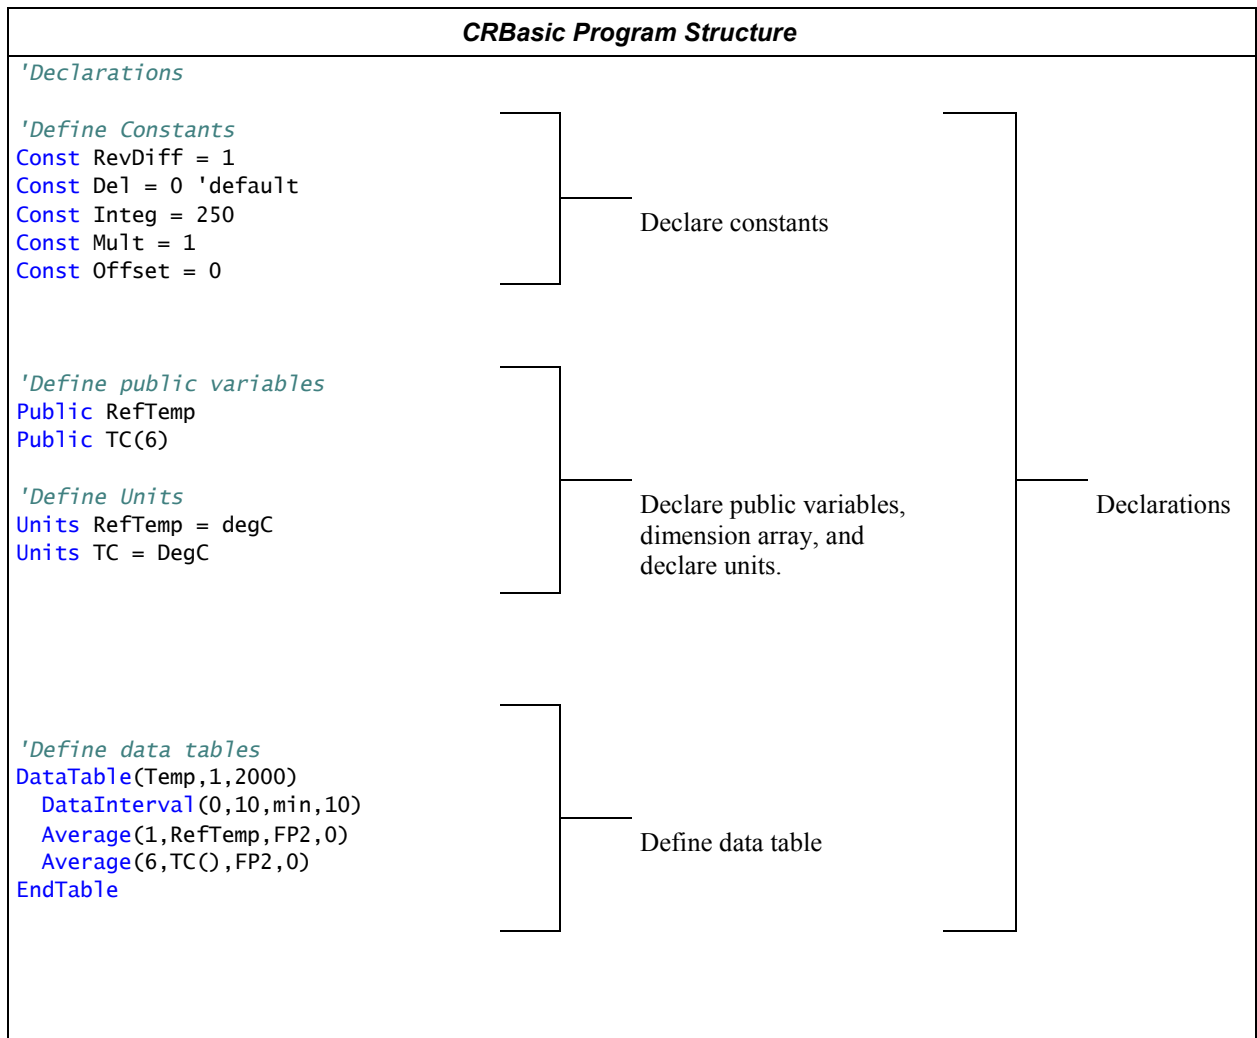 CRBasic Program Structure
'Declarations
'Define Constants
Const RevDiff = 1
Const Del = 0 'default
Const Integ = 250
Const Mult = 1
Const Offset = 0
Declare constants
'Define public variables
Public RefTemp
Public TC(6)
'Define Units
Units RefTemp = degC
Units TC = DegC
Declare public variables,
dimension array, and
declare units.
Declarations
'Define data tables
DataTable(Temp,1,2000)
DataInterval(0,10,min,10)
Average(1,RefTemp,FP2,0)
Average(6,TC(),FP2,0)
EndTable
Define data table